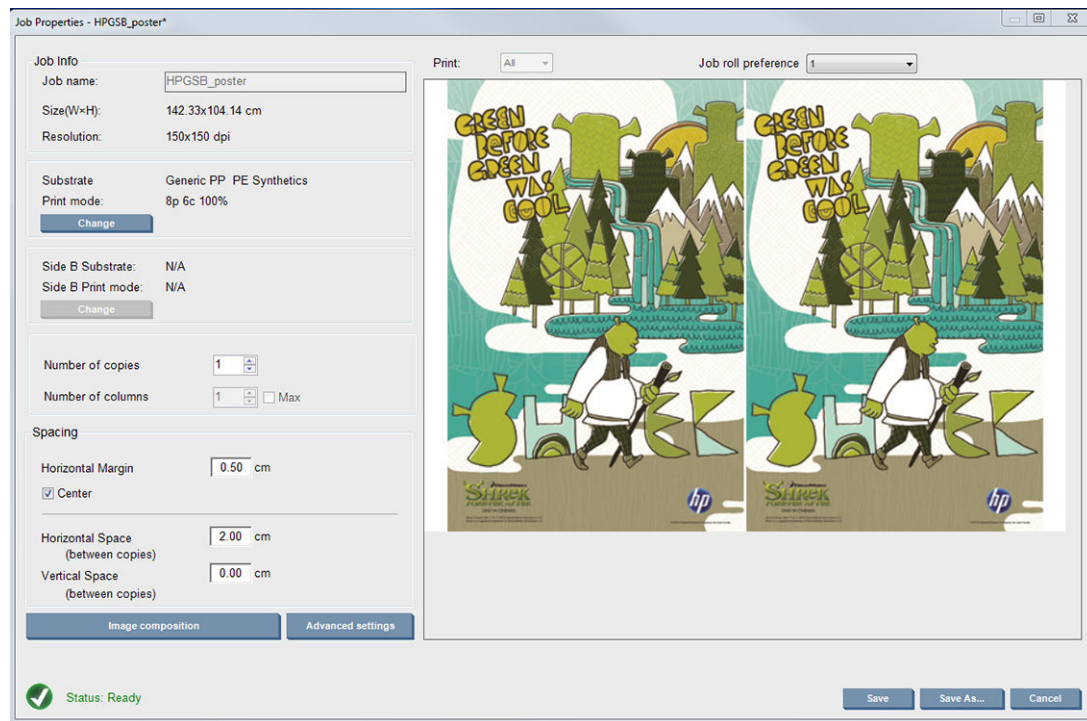 Job Properties - HPGSB_poster*
Job Info
Job name: HPGSB_poster
Size(W×H): 142.33x104.14 cm
Resolution: 150x150 dpi
Substrate Generic PP PE Synthetics
Print mode: 8p 6c 100%
Change
Side B Substrate: N/A
Side B Print mode: N/A
Change
Number of copies 1
Number of columns 1 Max
Spacing
Horizontal Margin 0.50 cm
Center
Horizontal Space 2.00 cm
(between copies)
Vertical Space 0.00 cm
(between copies)
Image composition Advanced settings
Print: All Job roll preference 1
GREEN
BEFORE
GREEN
WAS
COOL
SHREK
SHREK
hp
GREEN
BEFORE
GREEN
WAS
COOL
SHREK
SHREK
hp
Status: Ready
Save Save As... Cancel